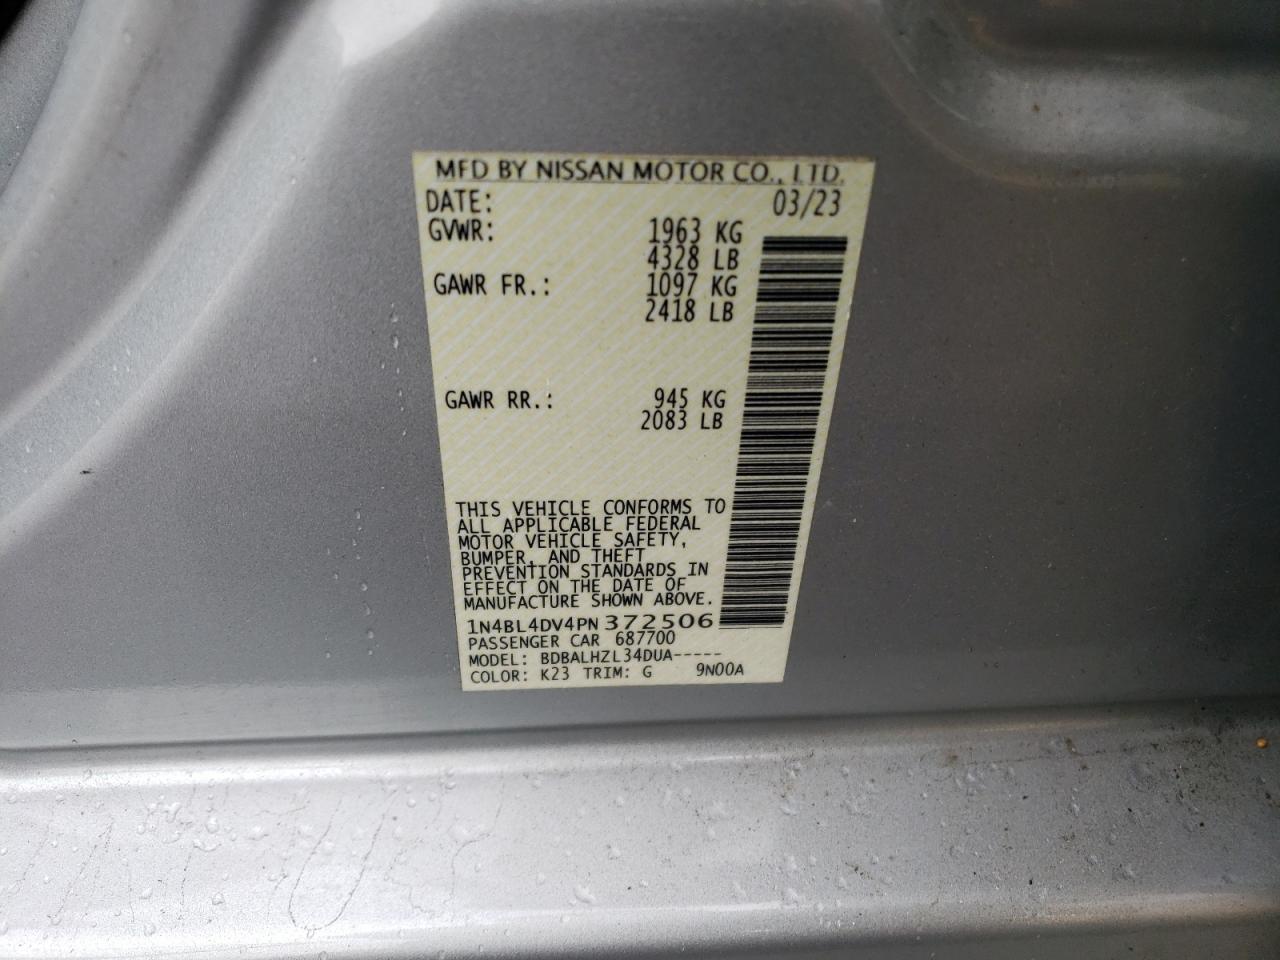 MFD BY NISSAN MOTOR CO., LTD.
DATE: 03/23
GVWR: 1963 KG
4328 LB
GAWR FR.: 1097 KG
2418 LB
GAWR RR.: 945 KG
2083 LB
THIS VEHICLE CONFORMS TO
ALL APPLICABLE FEDERAL
MOTOR VEHICLE SAFETY,
BUMPER, AND THEFT
PREVENTION STANDARDS IN
EFFECT ON THE DATE OF
MANUFACTURE SHOWN ABOVE.
1N4BL4DV4PN372506
PASSENGER CAR 687700
MODEL: BDBALHZL34DUA-----
COLOR: K23 TRIM: G 9N00A